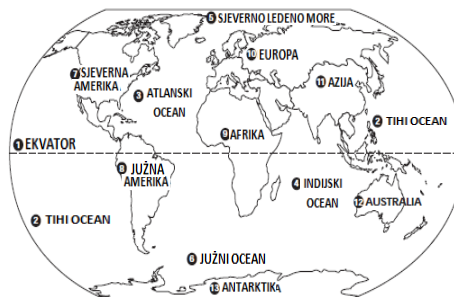 5 SJEVERNO LEDENO MORE
10 EUROPA
7 SJEVERNA
AMERIKA
11 AZIJA
3 ATLANSKI
OCEAN
2 TIHI OCEAN
9 AFRIKA
1 EKVATOR
8 JUŽNA
AMERIKA
4 INDIJSKI
OCEAN
12 AUSTRALIA
2 TIHI OCEAN
6 JUŽNI OCEAN
13 ANTARKTIKA